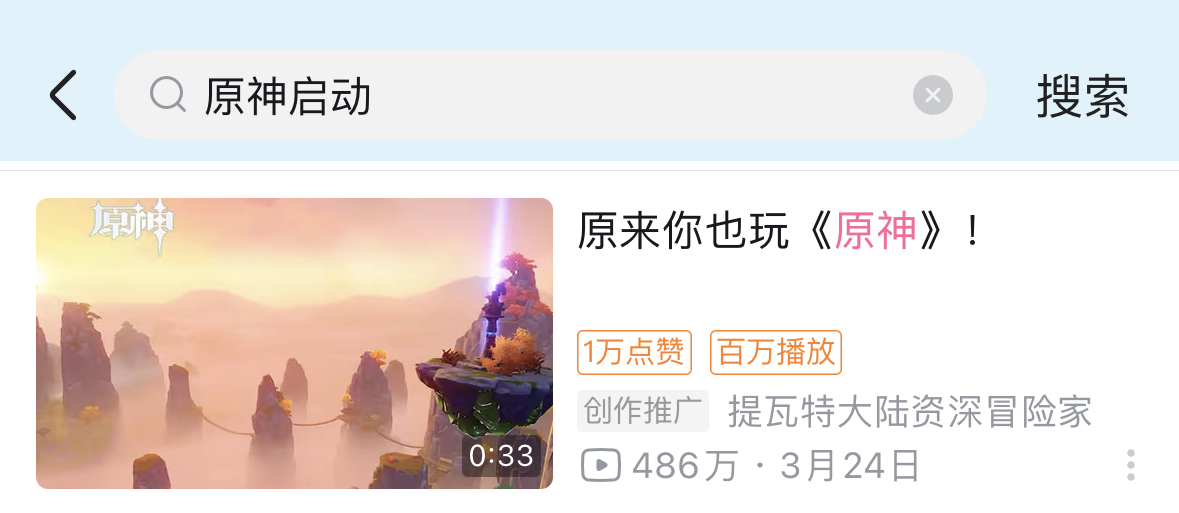 原神启动 搜索
原神
0:33
原来你也玩《原神》！
1万点赞 百万播放
创作推广 提瓦特大陆资深冒险家
486万 · 3月24日